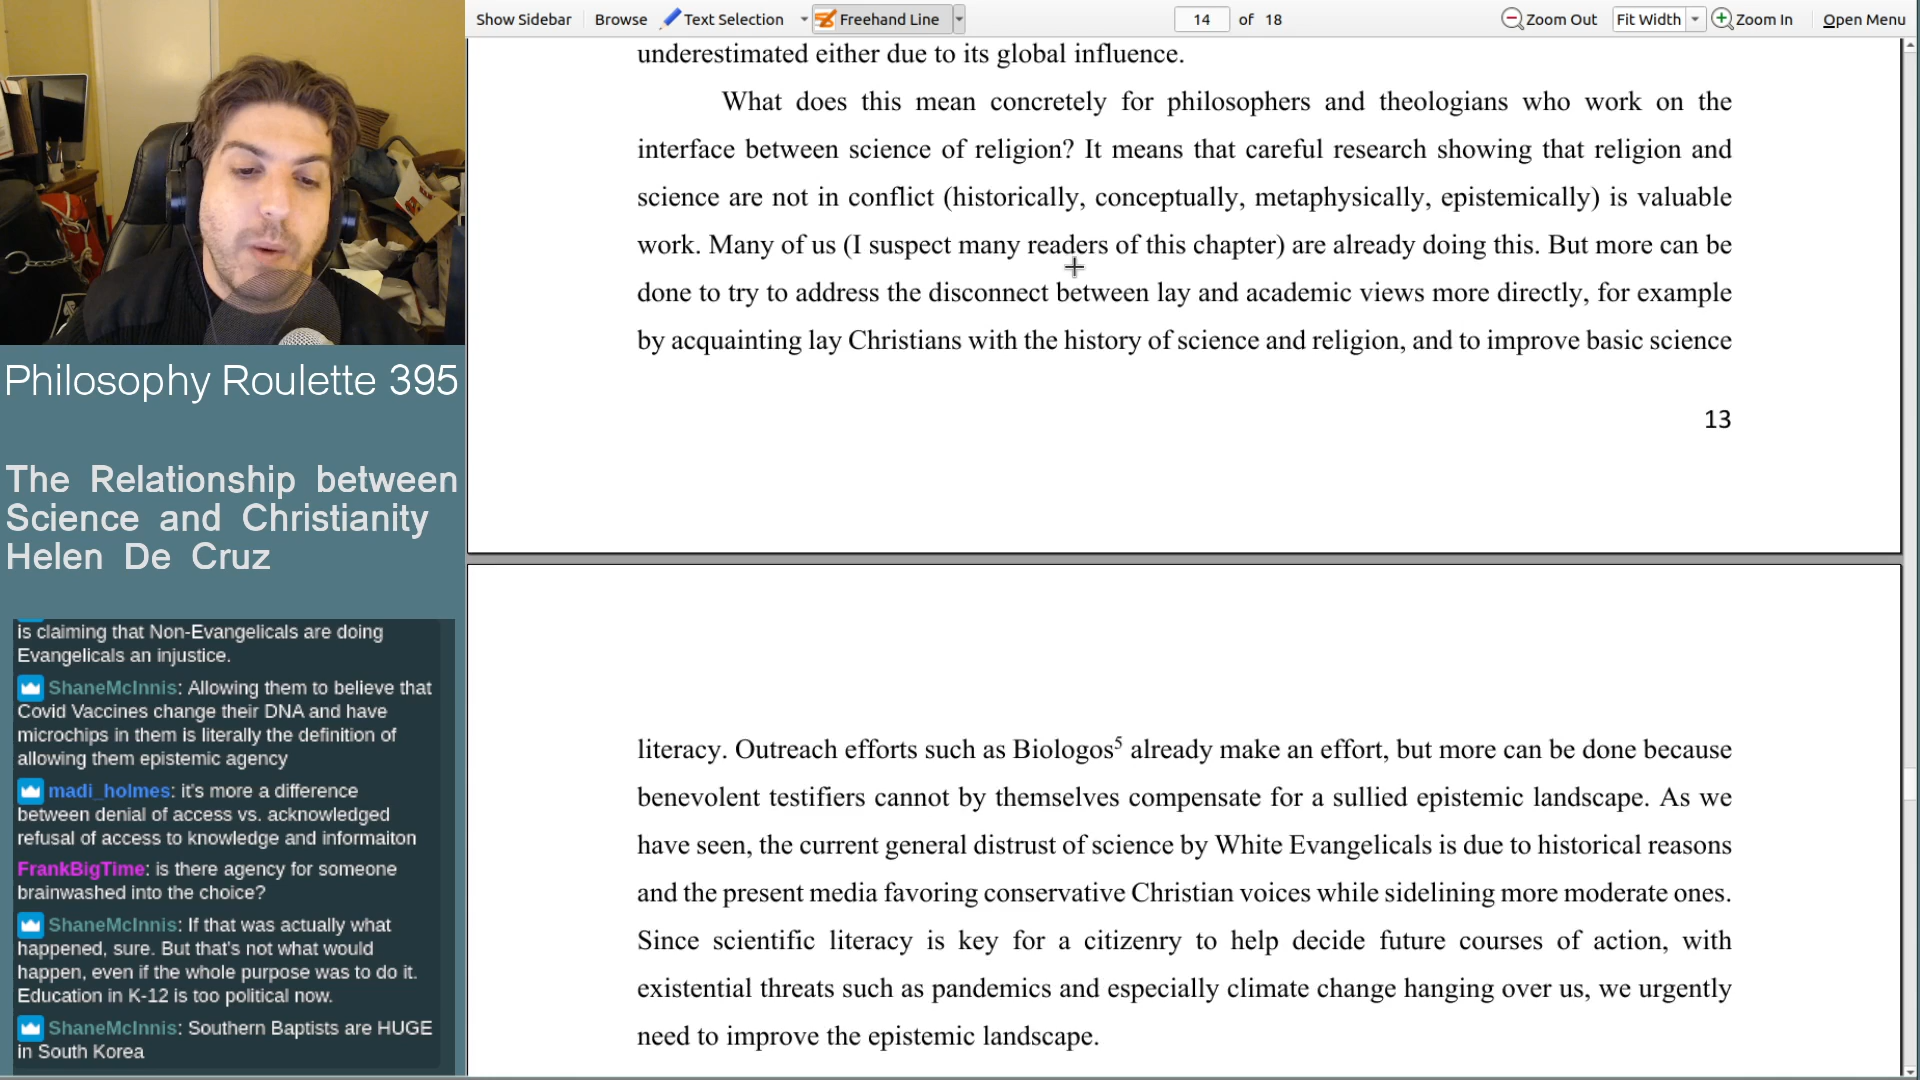 Show Sidebar Browse Text Selection Freehand Line 14 of 18 Zoom Out Fit Width Zoom In Open Menu
underestimated either due to its global influence.
What does this mean concretely for philosophers and theologians who work on the
interface between science of religion? It means that careful research showing that religion and
science are not in conflict (historically, conceptually, metaphysically, epistemically) is valuable
work. Many of us (I suspect many readers of this chapter) are already doing this. But more can be
done to try to address the disconnect between lay and academic views more directly, for example
by acquainting lay Christians with the history of science and religion, and to improve basic science
13
literacy. Outreach efforts such as Biologos5 already make an effort, but more can be done because
benevolent testifiers cannot by themselves compensate for a sullied epistemic landscape. As we
have seen, the current general distrust of science by White Evangelicals is due to historical reasons
and the present media favoring conservative Christian voices while sidelining more moderate ones.
Since scientific literacy is key for a citizenry to help decide future courses of action, with
existential threats such as pandemics and especially climate change hanging over us, we urgently
need to improve the epistemic landscape.
Philosophy Roulette 395
The Relationship between
Science and Christianity
Helen De Cruz
is claiming that Non-Evangelicals are doing
Evangelicals an injustice.
ShaneMcInnis: Allowing them to believe that
Covid Vaccines change their DNA and have
microchips in them is literally the definition of
allowing them epistemic agency
madi_holmes: it's more a difference
between denial of access vs. acknowledged
refusal of access to knowledge and informaiton
FrankBigTime: is there agency for someone
brainwashed into the choice?
ShaneMcInnis: If that was actually what
happened, sure. But that's not what would
happen, even if the whole purpose was to do it.
Education in K-12 is too political now.
ShaneMcInnis: Southern Baptists are HUGE
in South Korea